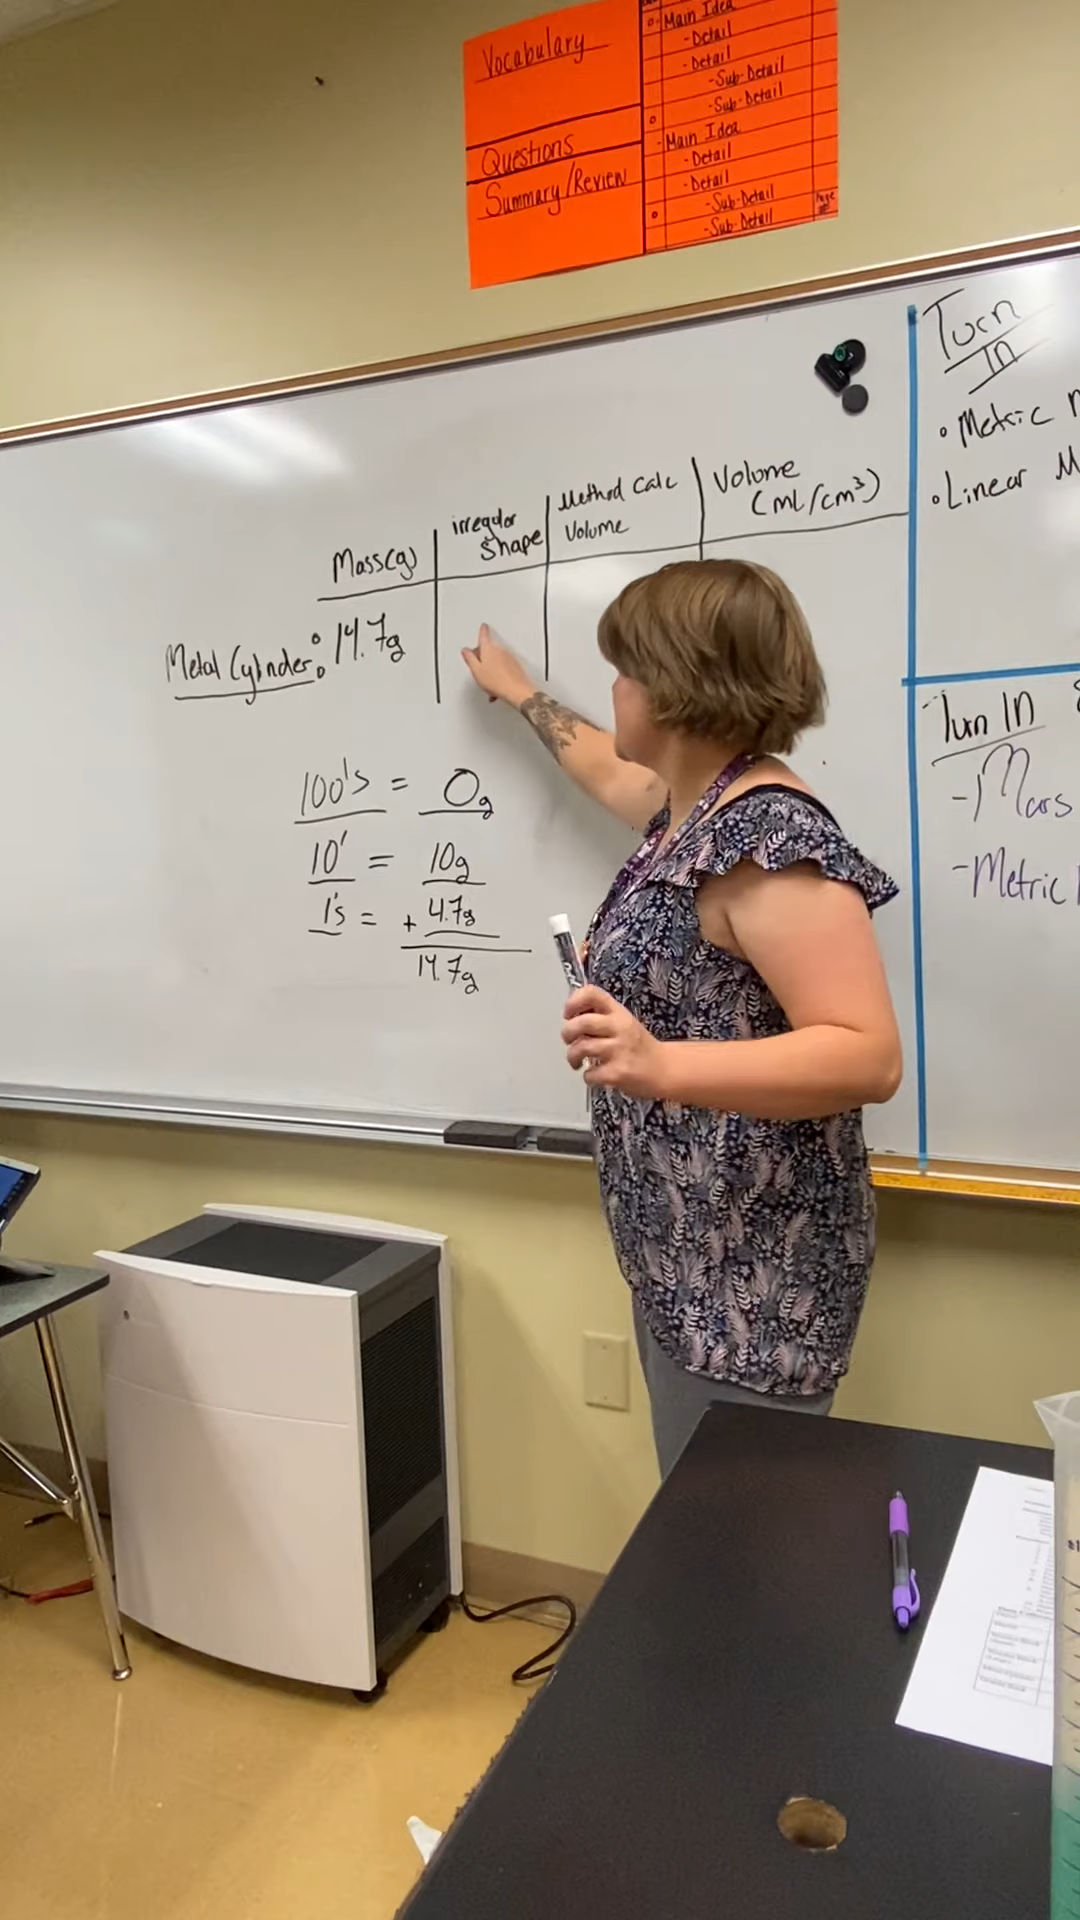 Vocabulary
Questions
Summary/Review
Main Idea
-Detail
-Detail
-Sub-Detail
-Sub-Detail
-Main Idea
-Detail
-Detail
-Sub-Detail
-Sub-Detail
Page
Mass(g)
irregular
Shape
Method Calc
Volume
Volume
(mL/cm³)
Metal Cylinder: 14.7g
100's = 0g
10' = 10g
1's = + 4.7g
14.7g
Turn
In
• Metric
• Linear M
Turn IN
-Mars
-Metric